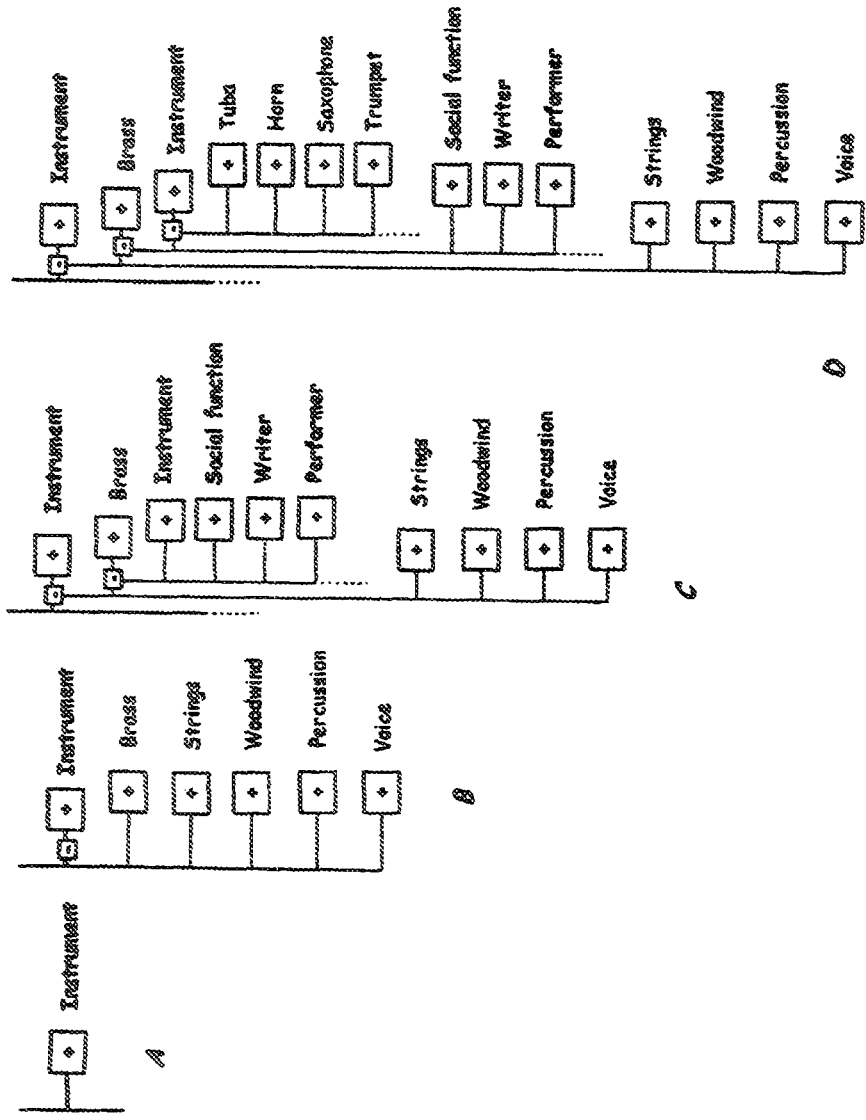 Instrument
A
Instrument
Brass
Strings
Woodwind
Percussion
Voice
B
Instrument
Brass
Instrument
Social function
Writer
Performer
Strings
Woodwind
Percussion
Voice
C
Instrument
Brass
Instrument
Tuba
Horn
Saxophone
Trumpet
Social function
Writer
Performer
Strings
Woodwind
Percussion
Voice
D